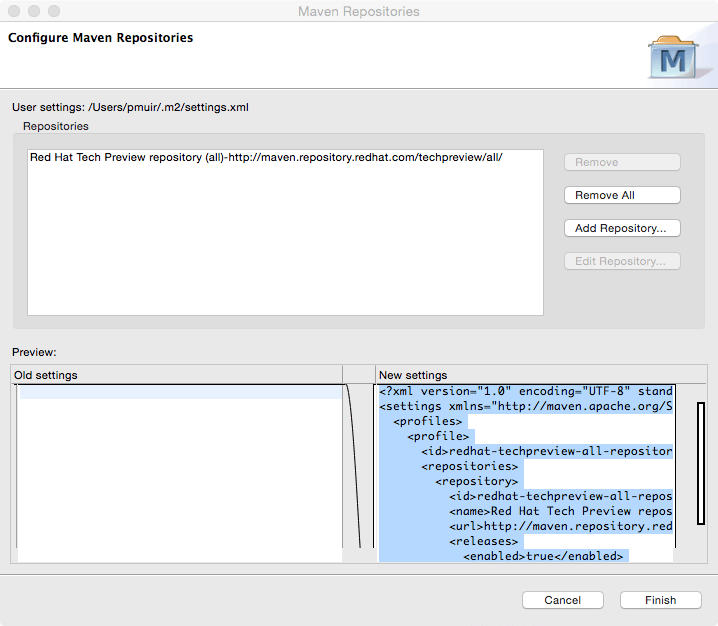 Maven Repositories
Configure Maven Repositories
M
User settings: /Users/pmuir/.m2/settings.xml
Repositories
Red Hat Tech Preview repository (all)-http://maven.repository.redhat.com/techpreview/all/
Remove
Remove All
Add Repository...
Edit Repository...
Preview:
Old settings
New settings
<?xml version="1.0" encoding="UTF-8" stand
<settings xmlns="http://maven.apache.org/S
<profiles>
<profile>
<id>redhat-techpreview-all-repositor
<repositories>
<repository>
<id>redhat-techpreview-all-repos
<name>Red Hat Tech Preview repos
<url>http://maven.repository.red
<releases>
<enabled>true</enabled>
Cancel
Finish